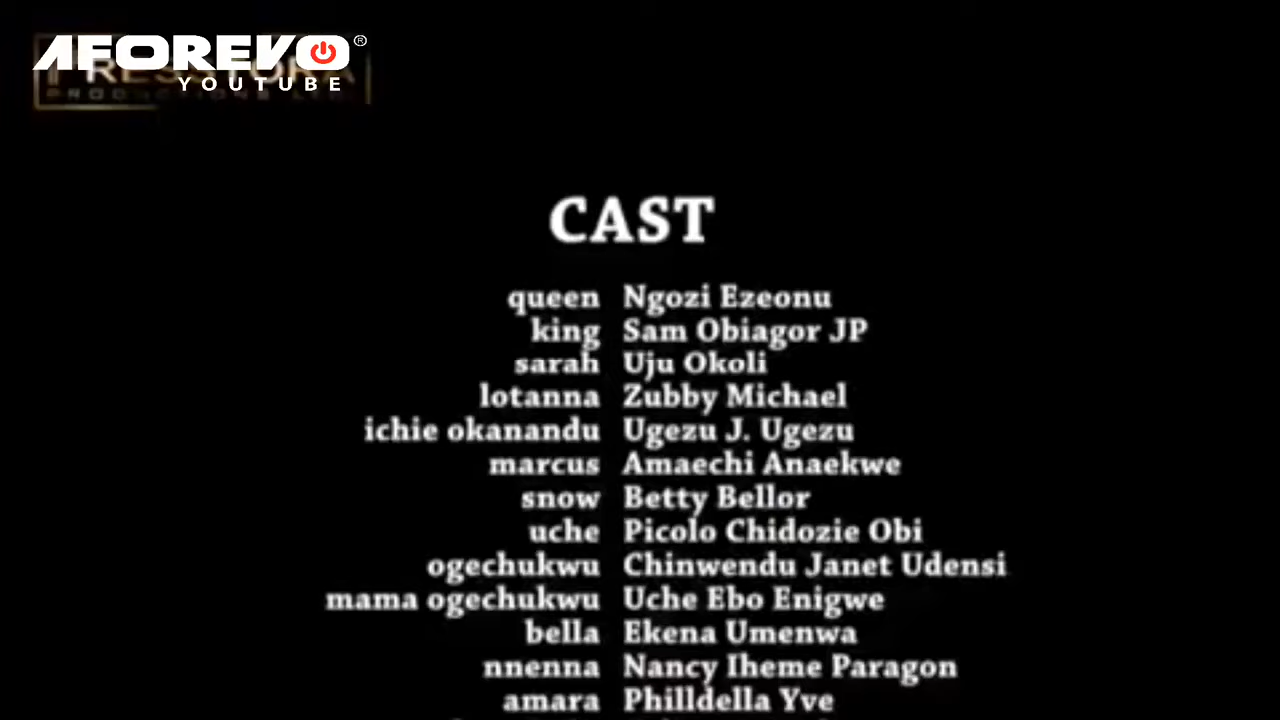 AFOREVO®
YOUTUBE
CAST
queen Ngozi Ezeonu
king Sam Obiagor JP
sarah Uju Okoli
lotanna Zubby Michael
ichie okanandu Ugezu J. Ugezu
marcus Amaechi Anaekwe
snow Betty Bellor
uche Picolo Chidozie Obi
ogechukwu Chinwendu Janet Udensi
mama ogechukwu Uche Ebo Enigwe
bella Ekena Umenwa
nnenna Nancy Iheme Paragon
amara Philldella Yve